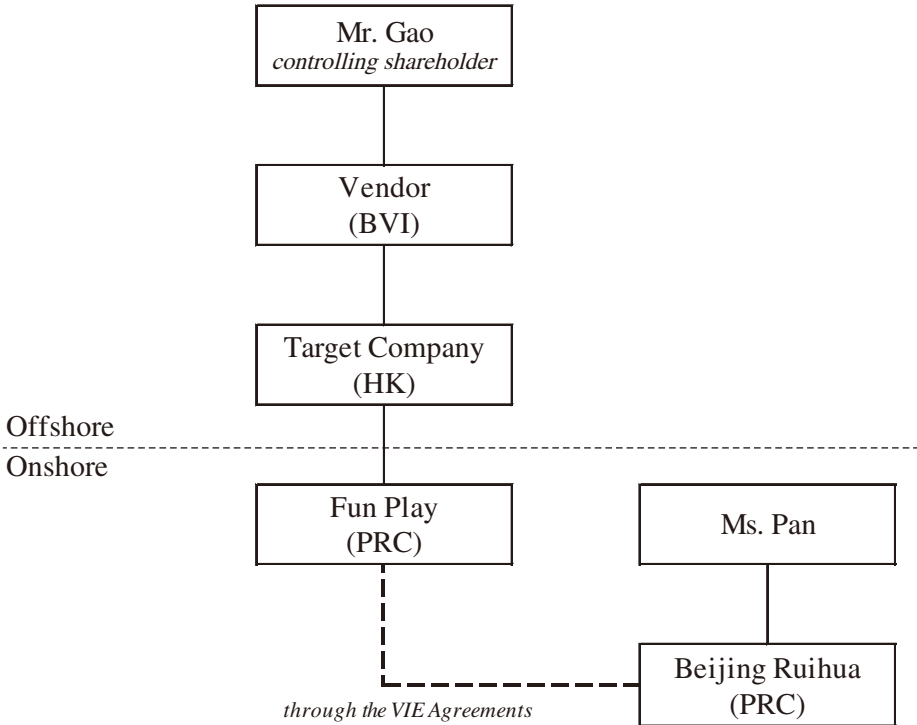 Mr. Gao
controlling shareholder
Vendor
(BVI)
Target Company
(HK)
Offshore
Onshore
Fun Play
(PRC)
Ms. Pan
Beijing Ruihua
(PRC)
through the VIE Agreements